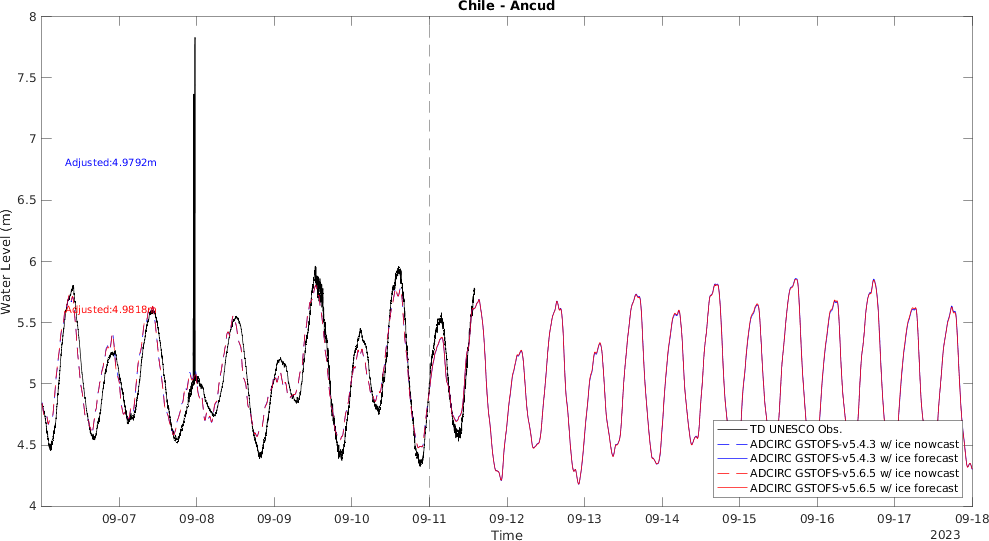 Chile - Ancud
8
7.5
7
6.5
6
5.5
5
4.5
4
Water Level (m)
Adjusted:4.9792m
Adjusted:4.9818m
TD UNESCO Obs.
ADCIRC GSTOFS-v5.4.3 w/ ice nowcast
ADCIRC GSTOFS-v5.4.3 w/ ice forecast
ADCIRC GSTOFS-v5.6.5 w/ ice nowcast
ADCIRC GSTOFS-v5.6.5 w/ ice forecast
09-07 09-08 09-09 09-10 09-11 09-12 09-13 09-14 09-15 09-16 09-17 09-18
Time
2023